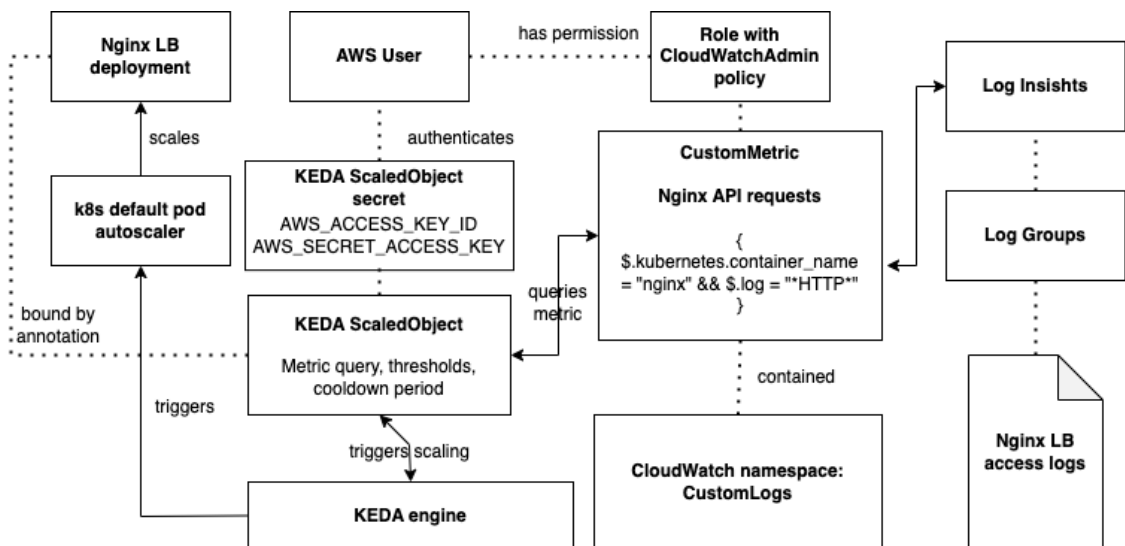 Nginx LB
deployment
AWS User
has permission
Role with
CloudWatchAdmin
policy
Log Insishts
scales
authenticates
k8s default pod
autoscaler
KEDA ScaledObject
secret
AWS_ACCESS_KEY_ID
AWS_SECRET_ACCESS_KEY
CustomMetric
Nginx API requests
{
$.kubernetes.container_name
= "nginx" && $.log = "*HTTP*"
}
Log Groups
bound by
annotation
queries
metric
KEDA ScaledObject
Metric query, thresholds,
cooldown period
triggers
contained
triggers scaling
KEDA engine
CloudWatch namespace:
CustomLogs
Nginx LB
access logs